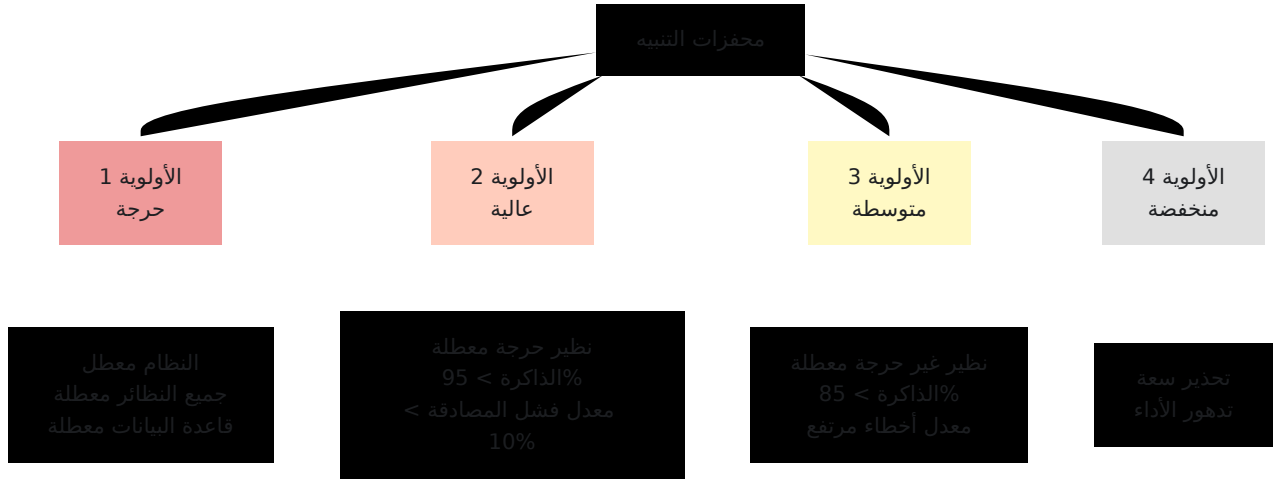 محفزات التنبيه
الأولوية 1
حرجة
الأولوية 2
عالية
الأولوية 3
متوسطة
الأولوية 4
منخفضة
النظام معطل
جميع النظائر معطلة
قاعدة البيانات معطلة
نظير حرجة معطلة
الذاكرة > 95%
معدل فشل المصادقة >
10%
نظير غير حرجة معطلة
الذاكرة > 85%
معدل أخطاء مرتفع
تحذير سعة
تدهور الأداء